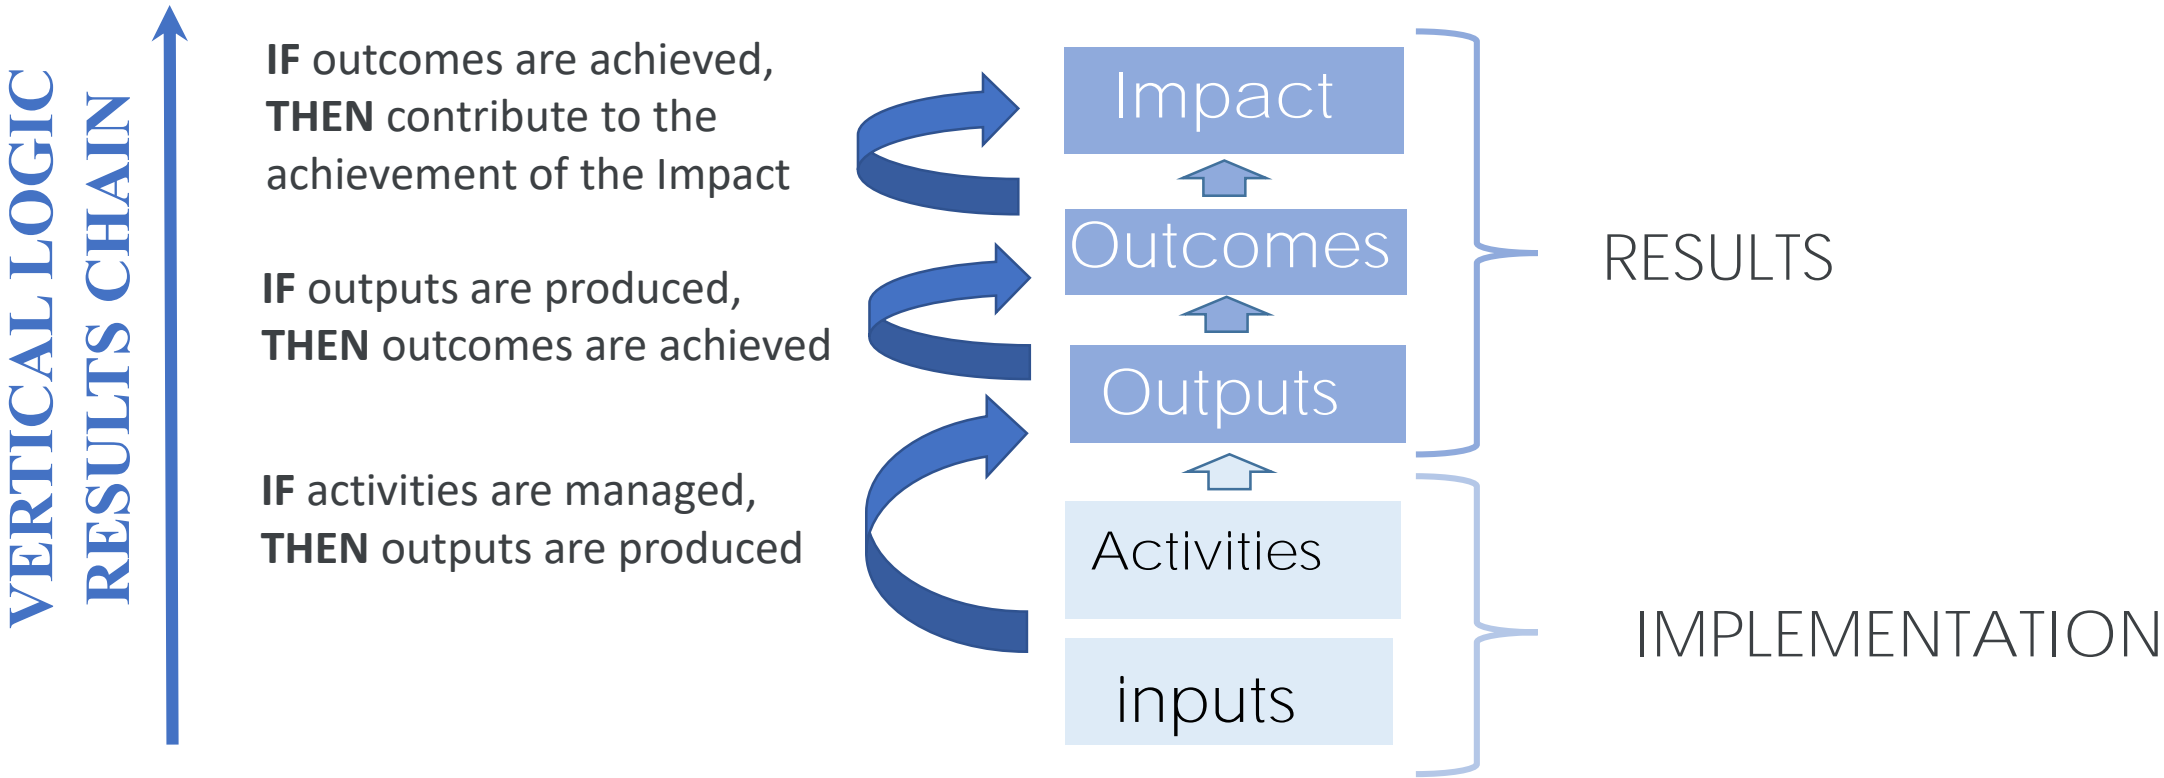 VERTICAL LOGIC
RESULTS CHAIN
IF outcomes are achieved,
THEN contribute to the
achievement of the Impact
IF outputs are produced,
THEN outcomes are achieved
IF activities are managed,
THEN outputs are produced
Impact
Outcomes
Outputs
Activities
inputs
RESULTS
IMPLEMENTATION